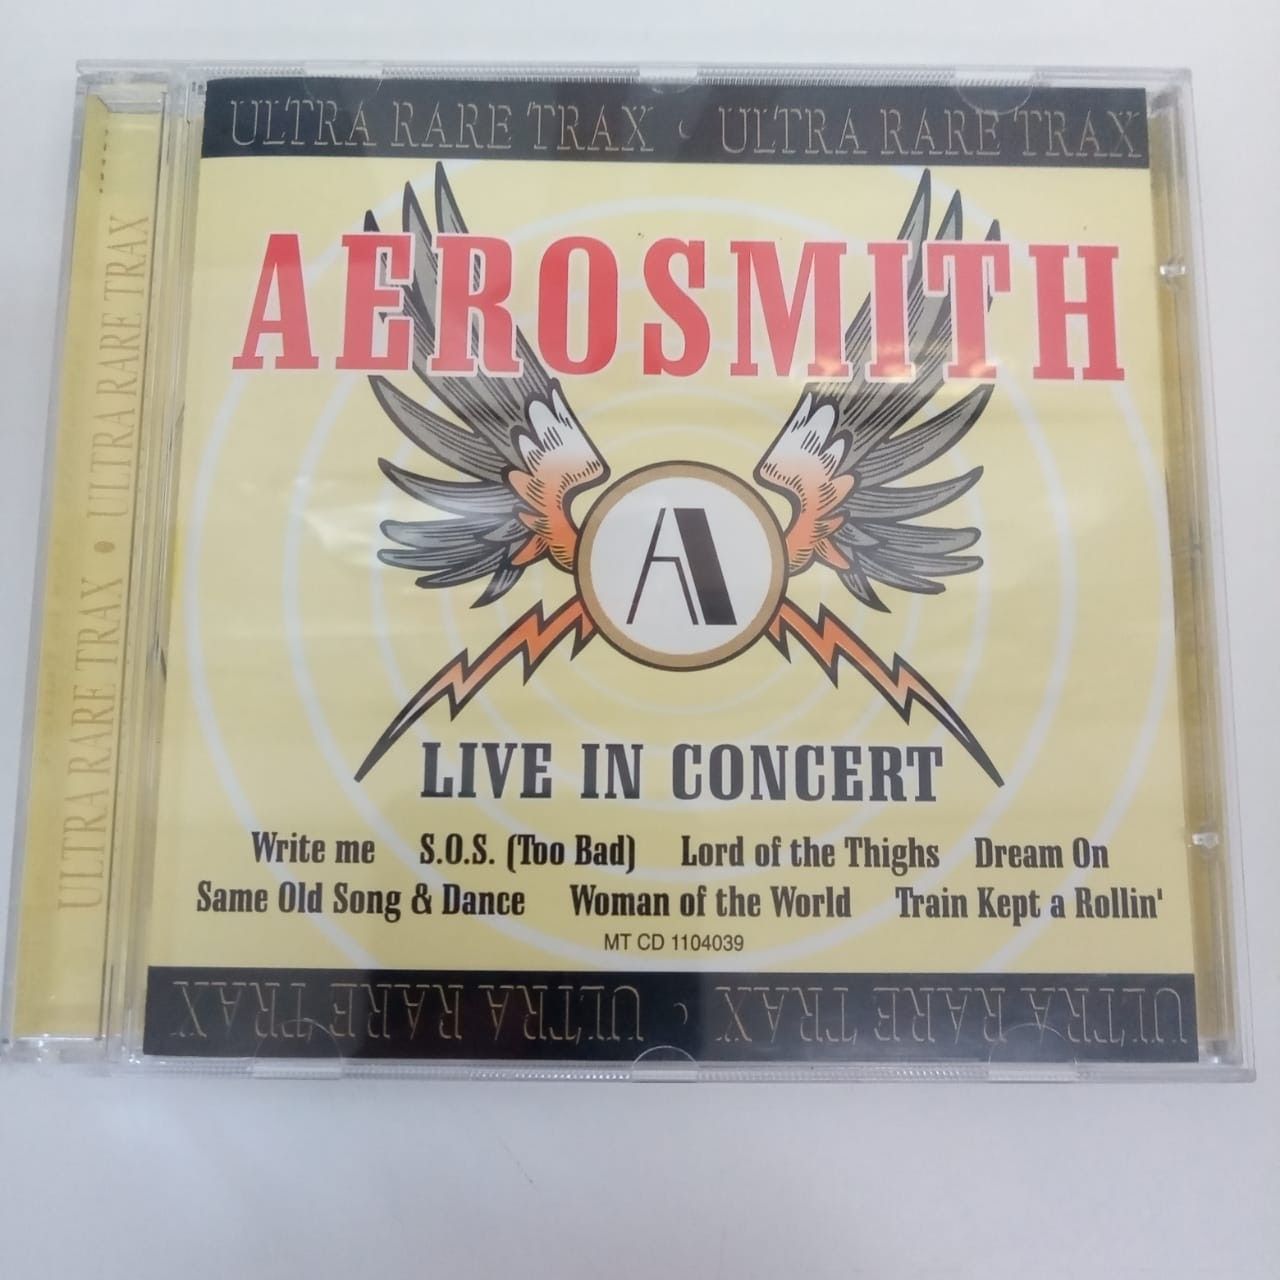 ULTRA RARE TRAX • ULTRA RARE TRAX
AEROSMITH
A
LIVE IN CONCERT
Write me S.O.S. (Too Bad) Lord of the Thighs Dream On
Same Old Song & Dance Woman of the World Train Kept a Rollin'
MT CD 1104039
ULTRA RARE TRAX • ULTRA RARE TRAX
ULTRA RARE TRAX • ULTRA RARE TRAX